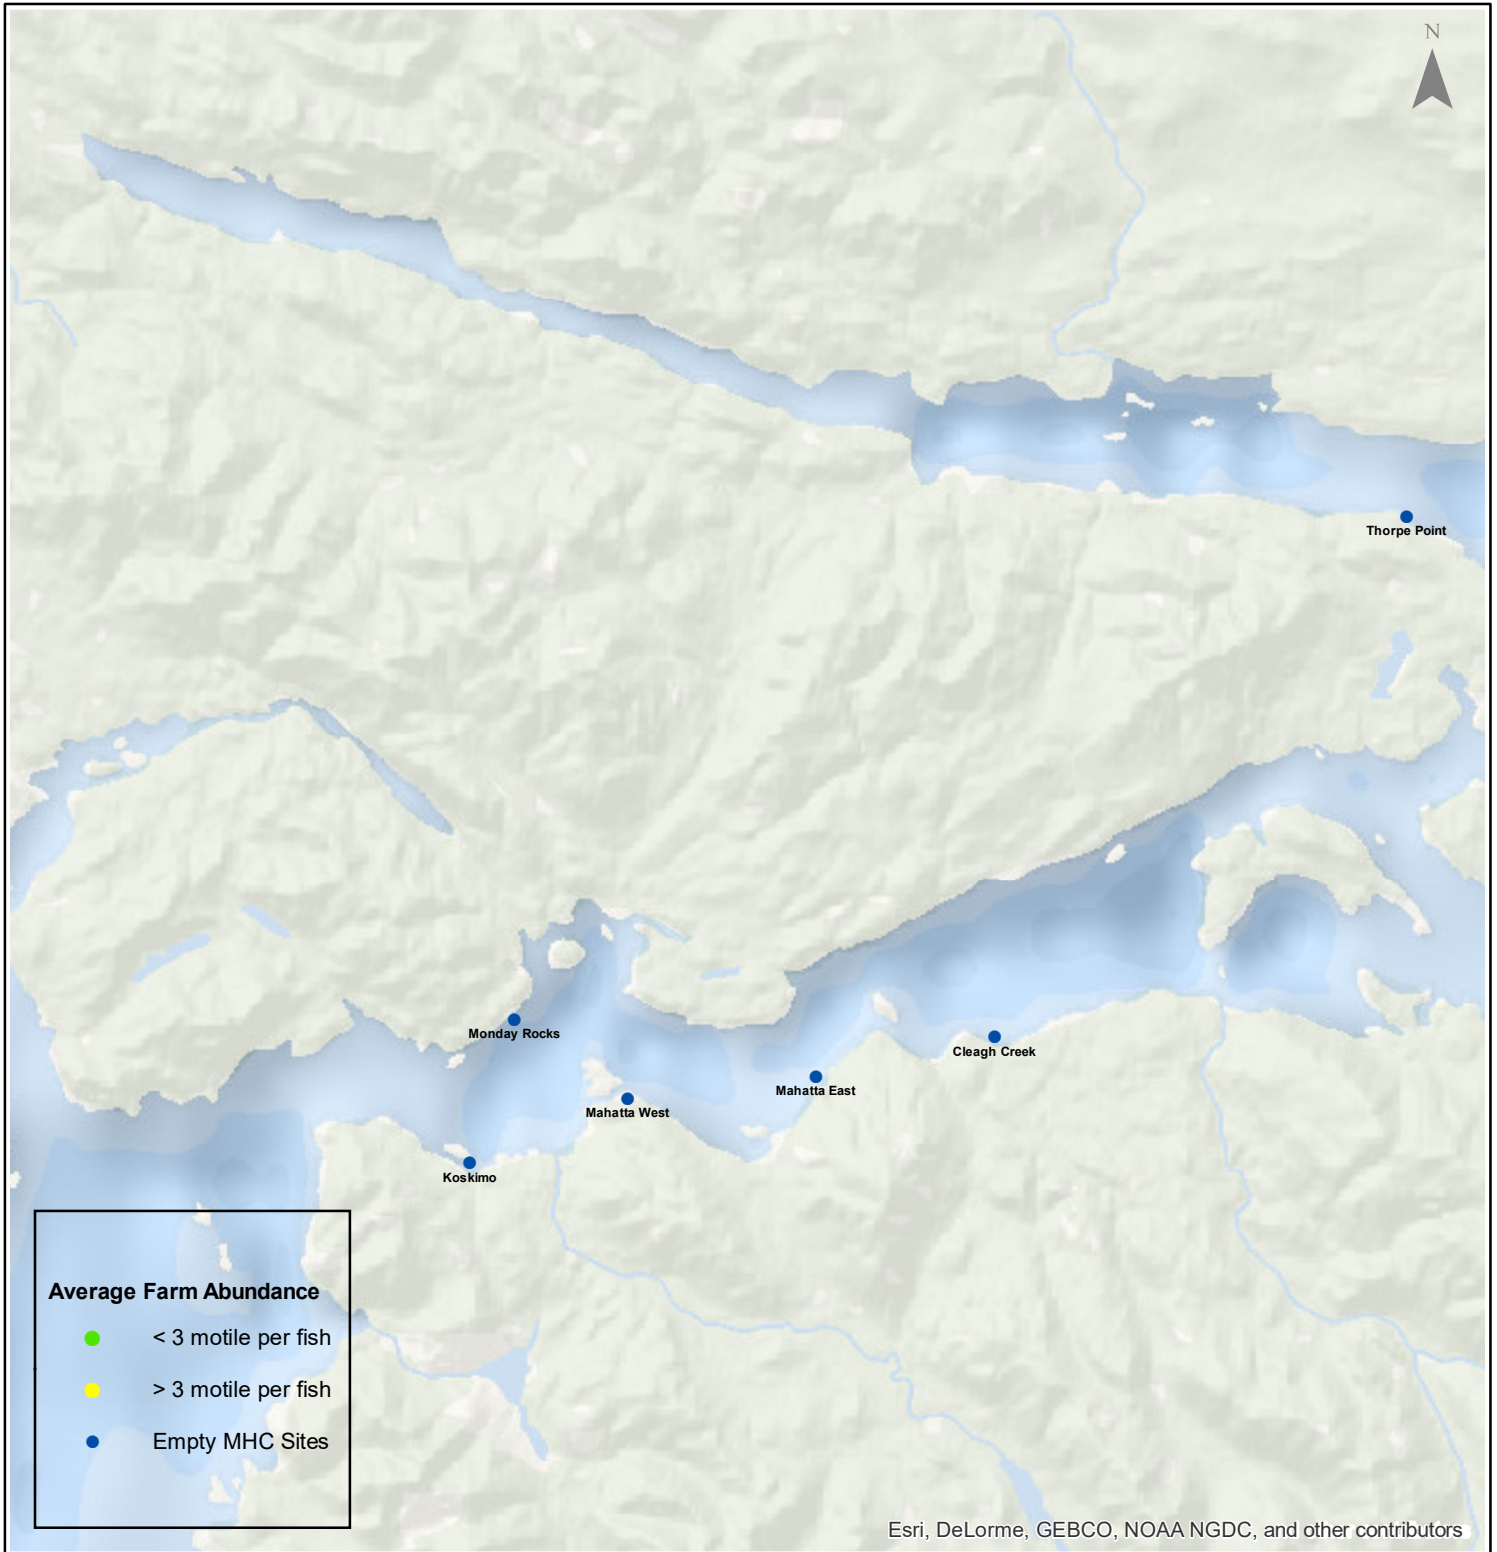 N
Thorpe Point
Monday Rocks
Cleagh Creek
Mahatta East
Mahatta West
Koskimo
Average Farm Abundance
< 3 motile per fish
> 3 motile per fish
Empty MHC Sites
Esri, DeLorme, GEBCO, NOAA NGDC, and other contributors